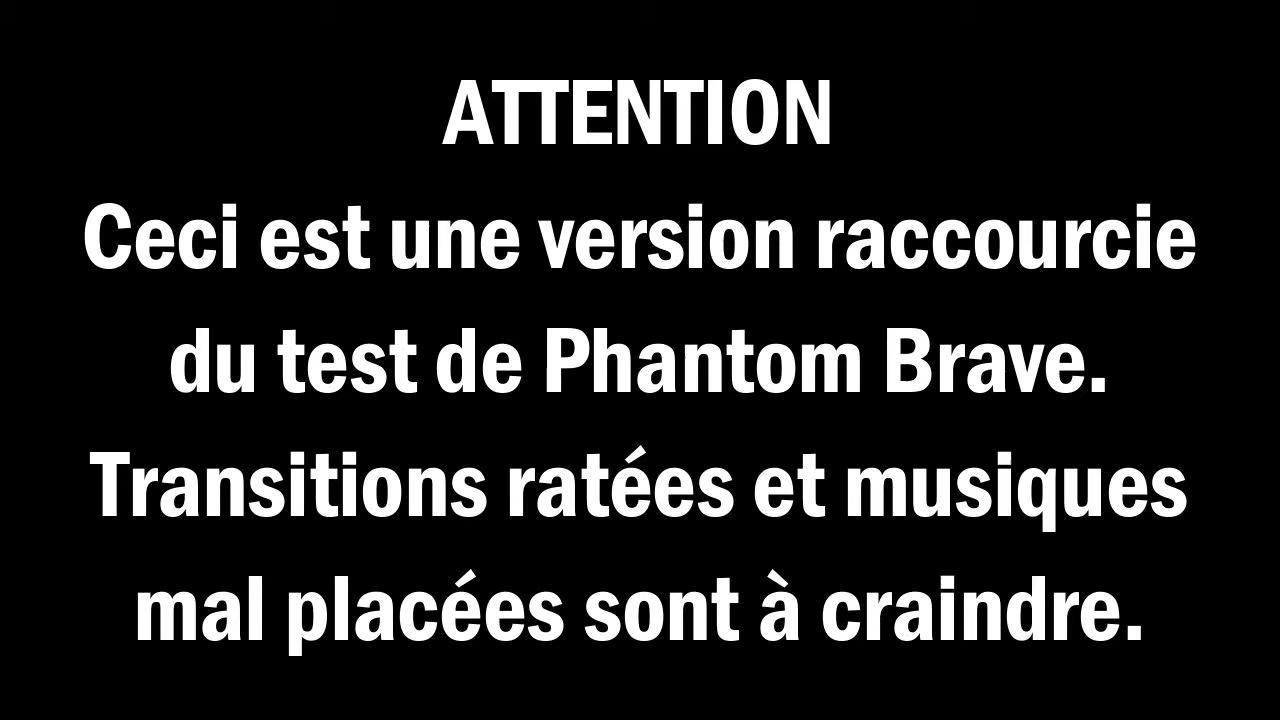 ATTENTION
Ceci est une version raccourcie
du test de Phantom Brave.
Transitions ratées et musiques
mal placées sont à craindre.